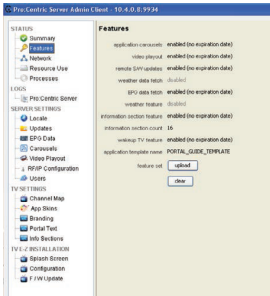 Pro:Centric Server Admin Client - 10.4.0.8:9934
STATUS
Summary
Features
Network
Resource Use
Processes
LOGS
Pro:Centric Server
SERVER SETTINGS
Locale
Updates
EPG Data
Carousels
Video Playout
RF/IP Configuration
Users
TV SETTINGS
Channel Map
App Skins
Branding
Portal Text
Info Sections
TV E-Z INSTALLATION
Splash Screen
Configuration
F / W Update
Features
application carousels enabled (no expiration date)
video playout enabled (no expiration date)
remote S/W updates enabled (no expiration date)
weather data fetch disabled
EPG data fetch enabled (no expiration date)
weather feature disabled
information section feature enabled (no expiration date)
information section count 16
wakeup TV feature enabled (no expiration date)
application template name PORTAL_GUIDE_TEMPLATE
feature set upload
clear